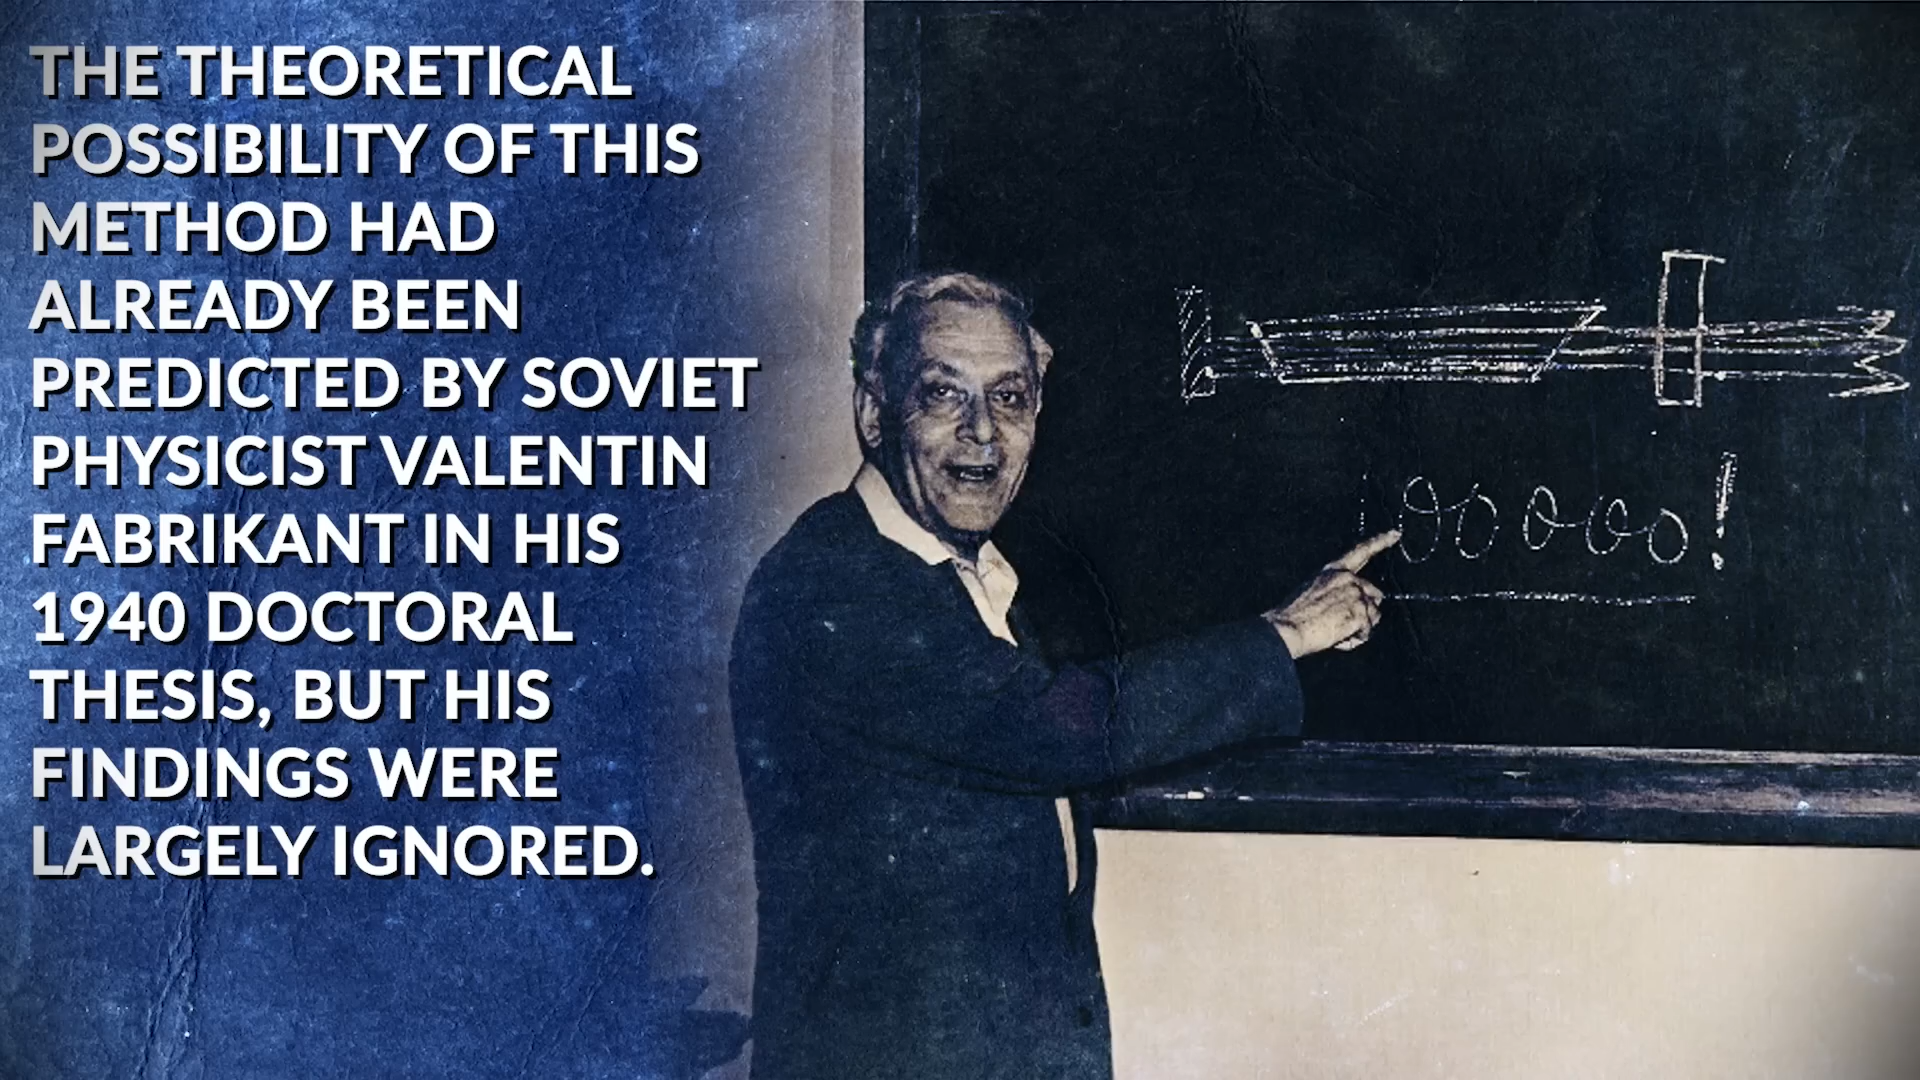 THE THEORETICAL
POSSIBILITY OF THIS
METHOD HAD
ALREADY BEEN
PREDICTED BY SOVIET
PHYSICIST VALENTIN
FABRIKANT IN HIS
1940 DOCTORAL
THESIS, BUT HIS
FINDINGS WERE
LARGELY IGNORED.
100000!